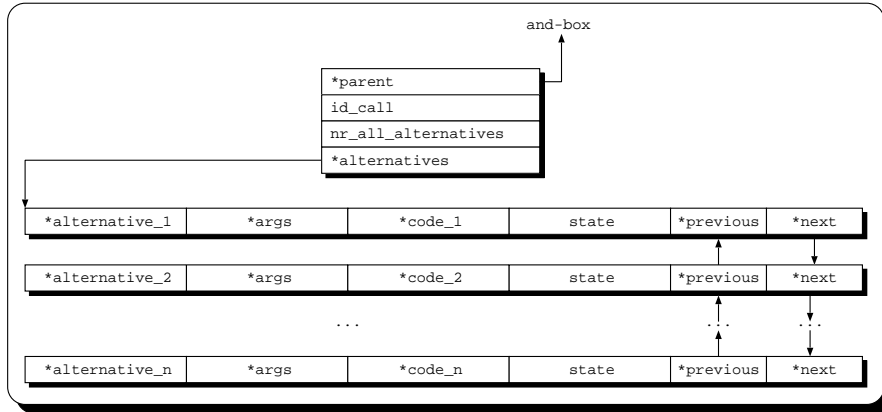 and-box
*parent
id_call
nr_all_alternatives
*alternatives
*alternative_1 *args *code_1 state *previous *next
*alternative_2 *args *code_2 state *previous *next
... ... ...
*alternative_n *args *code_n state *previous *next